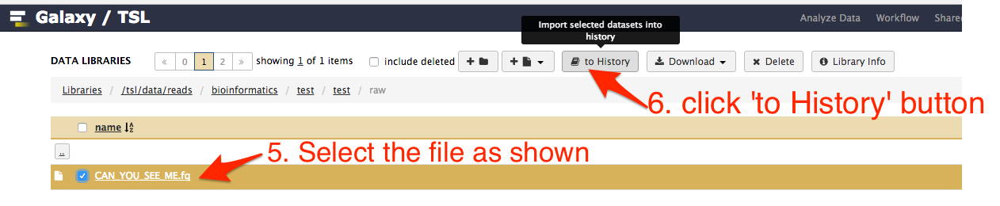 Galaxy / TSL
Analyze Data Workflow Shared
Import selected datasets into
history
DATA LIBRARIES « 0 1 2 » showing 1 of 1 items include deleted + + to History Download Delete Library Info
Libraries / /tsl/data/reads / bioinformatics / test / test / raw
6. click 'to History' button
name
..
5. Select the file as shown
CAN_YOU_SEE_ME.fq